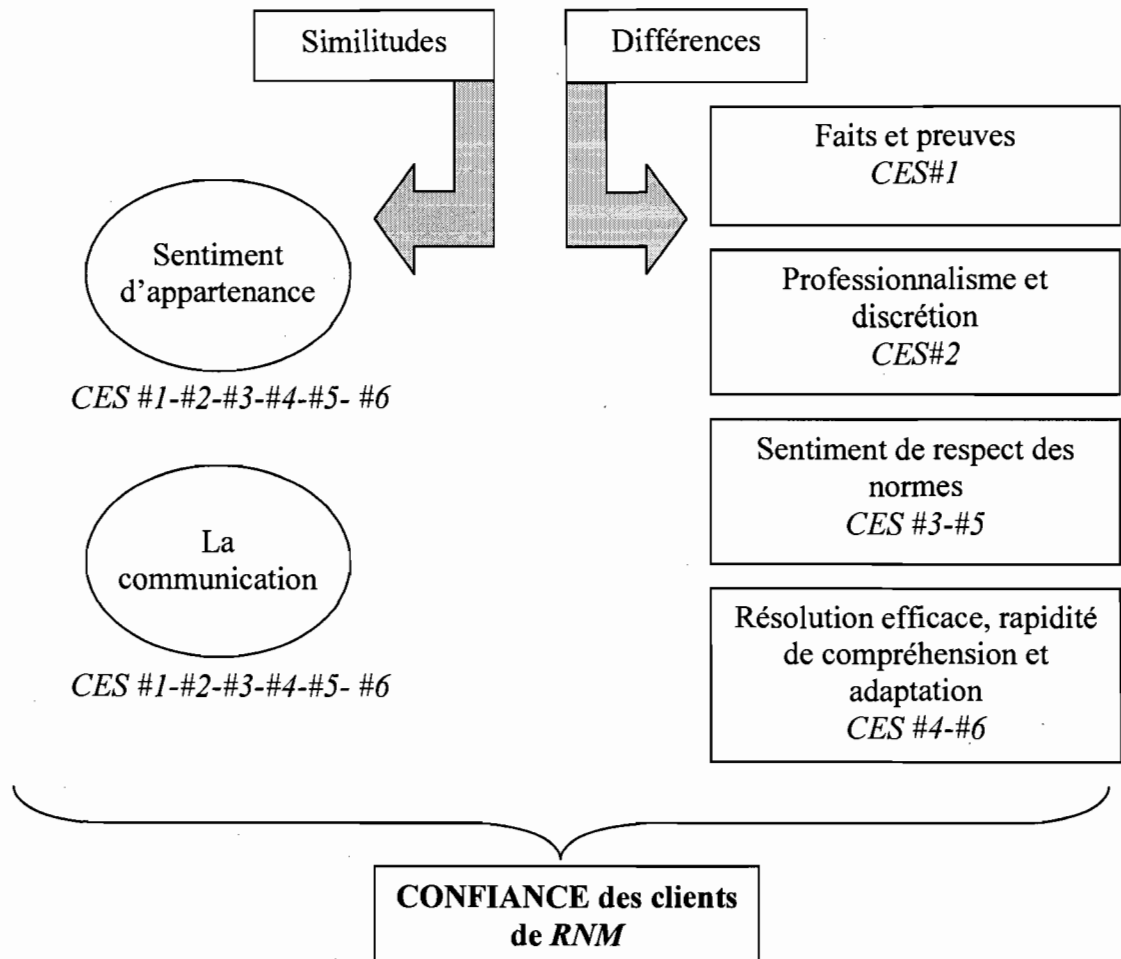 Similitudes
Différences
Sentiment
d'appartenance
CES #1-#2-#3-#4-#5- #6
La
communication
CES #1-#2-#3-#4-#5- #6
Faits et preuves
CES#1
Professionnalisme et
discrétion
CES#2
Sentiment de respect des
normes
CES #3-#5
Résolution efficace, rapidité
de compréhension et
adaptation
CES #4-#6
CONFIANCE des clients
de RNM